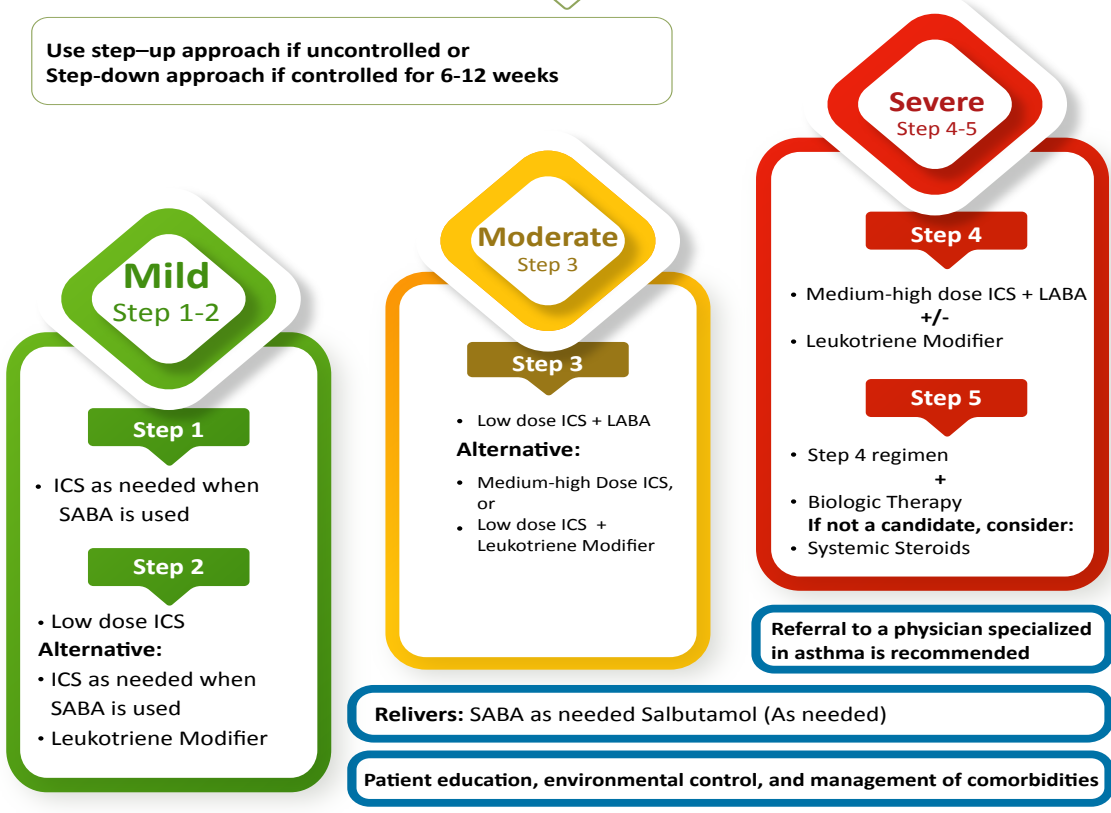 Use step–up approach if uncontrolled or
Step-down approach if controlled for 6-12 weeks
Mild
Step 1-2
Step 1
• ICS as needed when
SABA is used
Step 2
• Low dose ICS
Alternative:
• ICS as needed when
SABA is used
• Leukotriene Modifier
Moderate
Step 3
Step 3
• Low dose ICS + LABA
Alternative:
• Medium-high Dose ICS,
or
• Low dose ICS +
Leukotriene Modifier
Severe
Step 4-5
Step 4
• Medium-high dose ICS + LABA
+/-
• Leukotriene Modifier
Step 5
• Step 4 regimen
+
• Biologic Therapy
If not a candidate, consider:
• Systemic Steroids
Referral to a physician specialized
in asthma is recommended
Relivers: SABA as needed Salbutamol (As needed)
Patient education, environmental control, and management of comorbidities